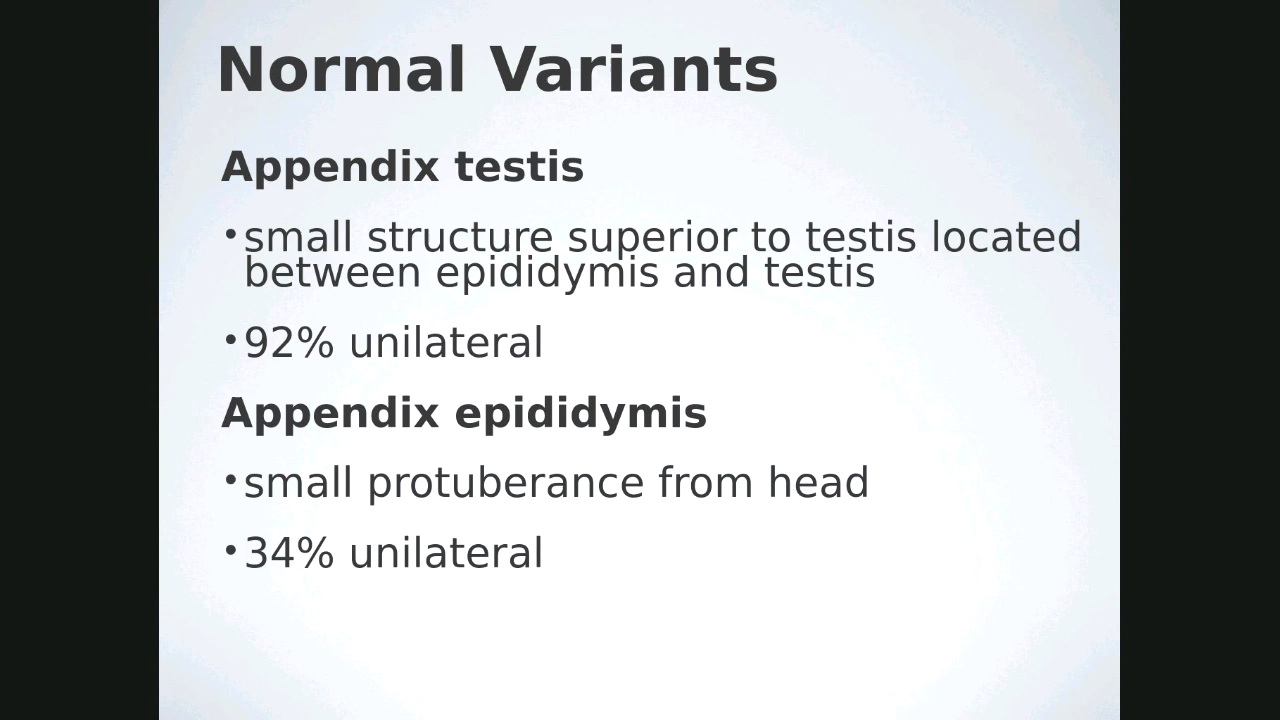 Normal Variants
Appendix testis
•small structure superior to testis located
between epididymis and testis
•92% unilateral
Appendix epididymis
•small protuberance from head
•34% unilateral